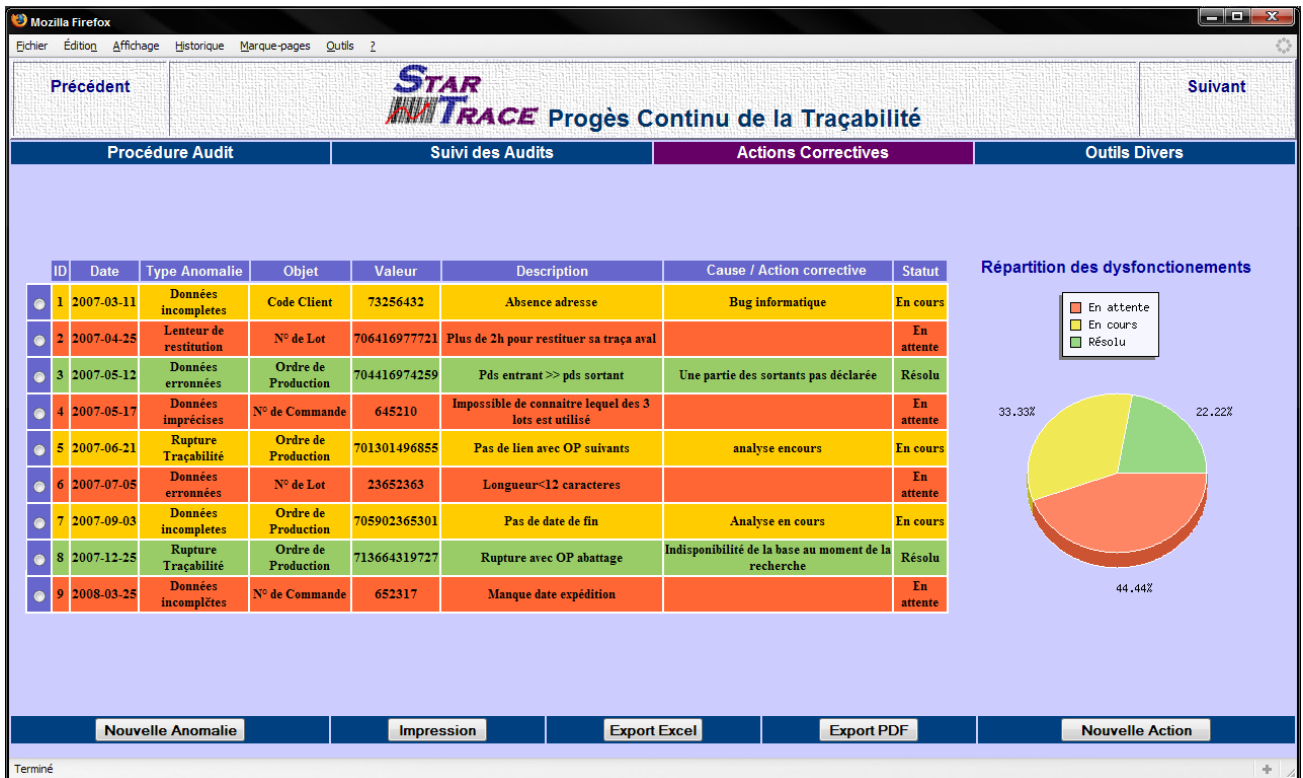 Mozilla Firefox
Fichier Édition Affichage Historique Marque-pages Outils ?
Précédent
STAR
TRACE Progès Continu de la Traçabilité
Suivant
Procédure Audit Suivi des Audits Actions Correctives Outils Divers
ID Date Type Anomalie Objet Valeur Description Cause / Action corrective Statut
1 2007-03-11 Données incompletes Code Client 73256432 Absence adresse Bug informatique En cours
2 2007-04-25 Lenteur de restitution N° de Lot 706416977721 Plus de 2h pour restituer sa traça aval En attente
3 2007-05-12 Données erronnées Ordre de Production 704416974259 Pds entrant >> pds sortant Une partie des sortants pas déclarée Résolu
4 2007-05-17 Données imprécises N° de Commande 645210 Impossible de connaitre lequel des 3 lots est utilisé En attente
5 2007-06-21 Rupture Traçabilité Ordre de Production 701301496855 Pas de lien avec OP suivants analyse encours En cours
6 2007-07-05 Données erronnées N° de Lot 23652363 Longueur<12 caracteres En attente
7 2007-09-03 Données incompletes Ordre de Production 705902365301 Pas de date de fin Analyse en cours En cours
8 2007-12-25 Rupture Traçabilité Ordre de Production 713664319727 Rupture avec OP abattage Indisponibilité de la base au moment de la recherche Résolu
9 2008-03-25 Données incomplčtes N° de Commande 652317 Manque date expédition En attente
Répartition des dysfonctionements
En attente
En cours
Résolu
33.33%
22.22%
44.44%
Nouvelle Anomalie Impression Export Excel Export PDF Nouvelle Action
Terminé